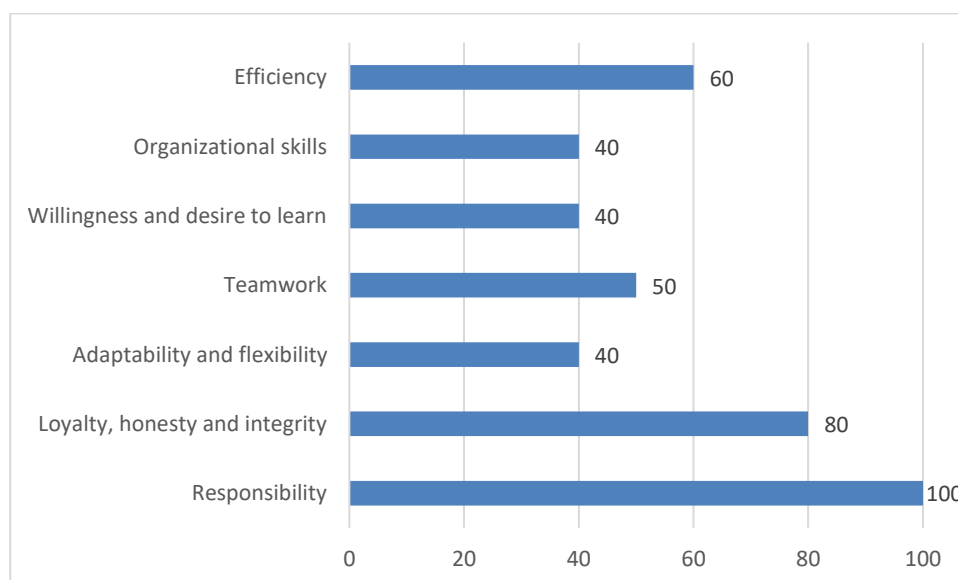 Efficiency 60
Organizational skills 40
Willingness and desire to learn 40
Teamwork 50
Adaptability and flexibility 40
Loyalty, honesty and integrity 80
Responsibility 100
0 20 40 60 80 100